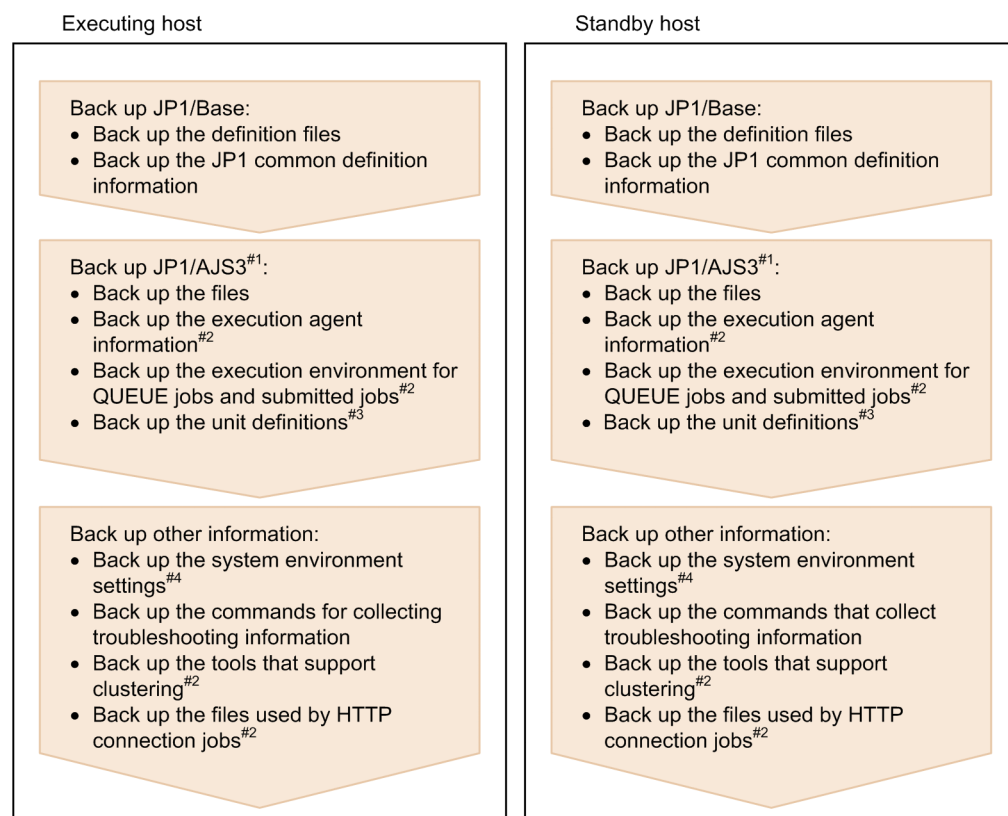 Executing host
Back up JP1/Base:
• Back up the definition files
• Back up the JP1 common definition
information
Back up JP1/AJS3#1:
• Back up the files
• Back up the execution agent
information#2
• Back up the execution environment for
QUEUE jobs and submitted jobs#2
• Back up the unit definitions#3
Back up other information:
• Back up the system environment
settings#4
• Back up the commands for collecting
troubleshooting information
• Back up the tools that support
clustering#2
• Back up the files used by HTTP
connection jobs#2
Standby host
Back up JP1/Base:
• Back up the definition files
• Back up the JP1 common definition
information
Back up JP1/AJS3#1:
• Back up the files
• Back up the execution agent
information#2
• Back up the execution environment for
QUEUE jobs and submitted jobs#2
• Back up the unit definitions#3
Back up other information:
• Back up the system environment
settings#4
• Back up the commands that collect
troubleshooting information
• Back up the tools that support
clustering#2
• Back up the files used by HTTP
connection jobs#2